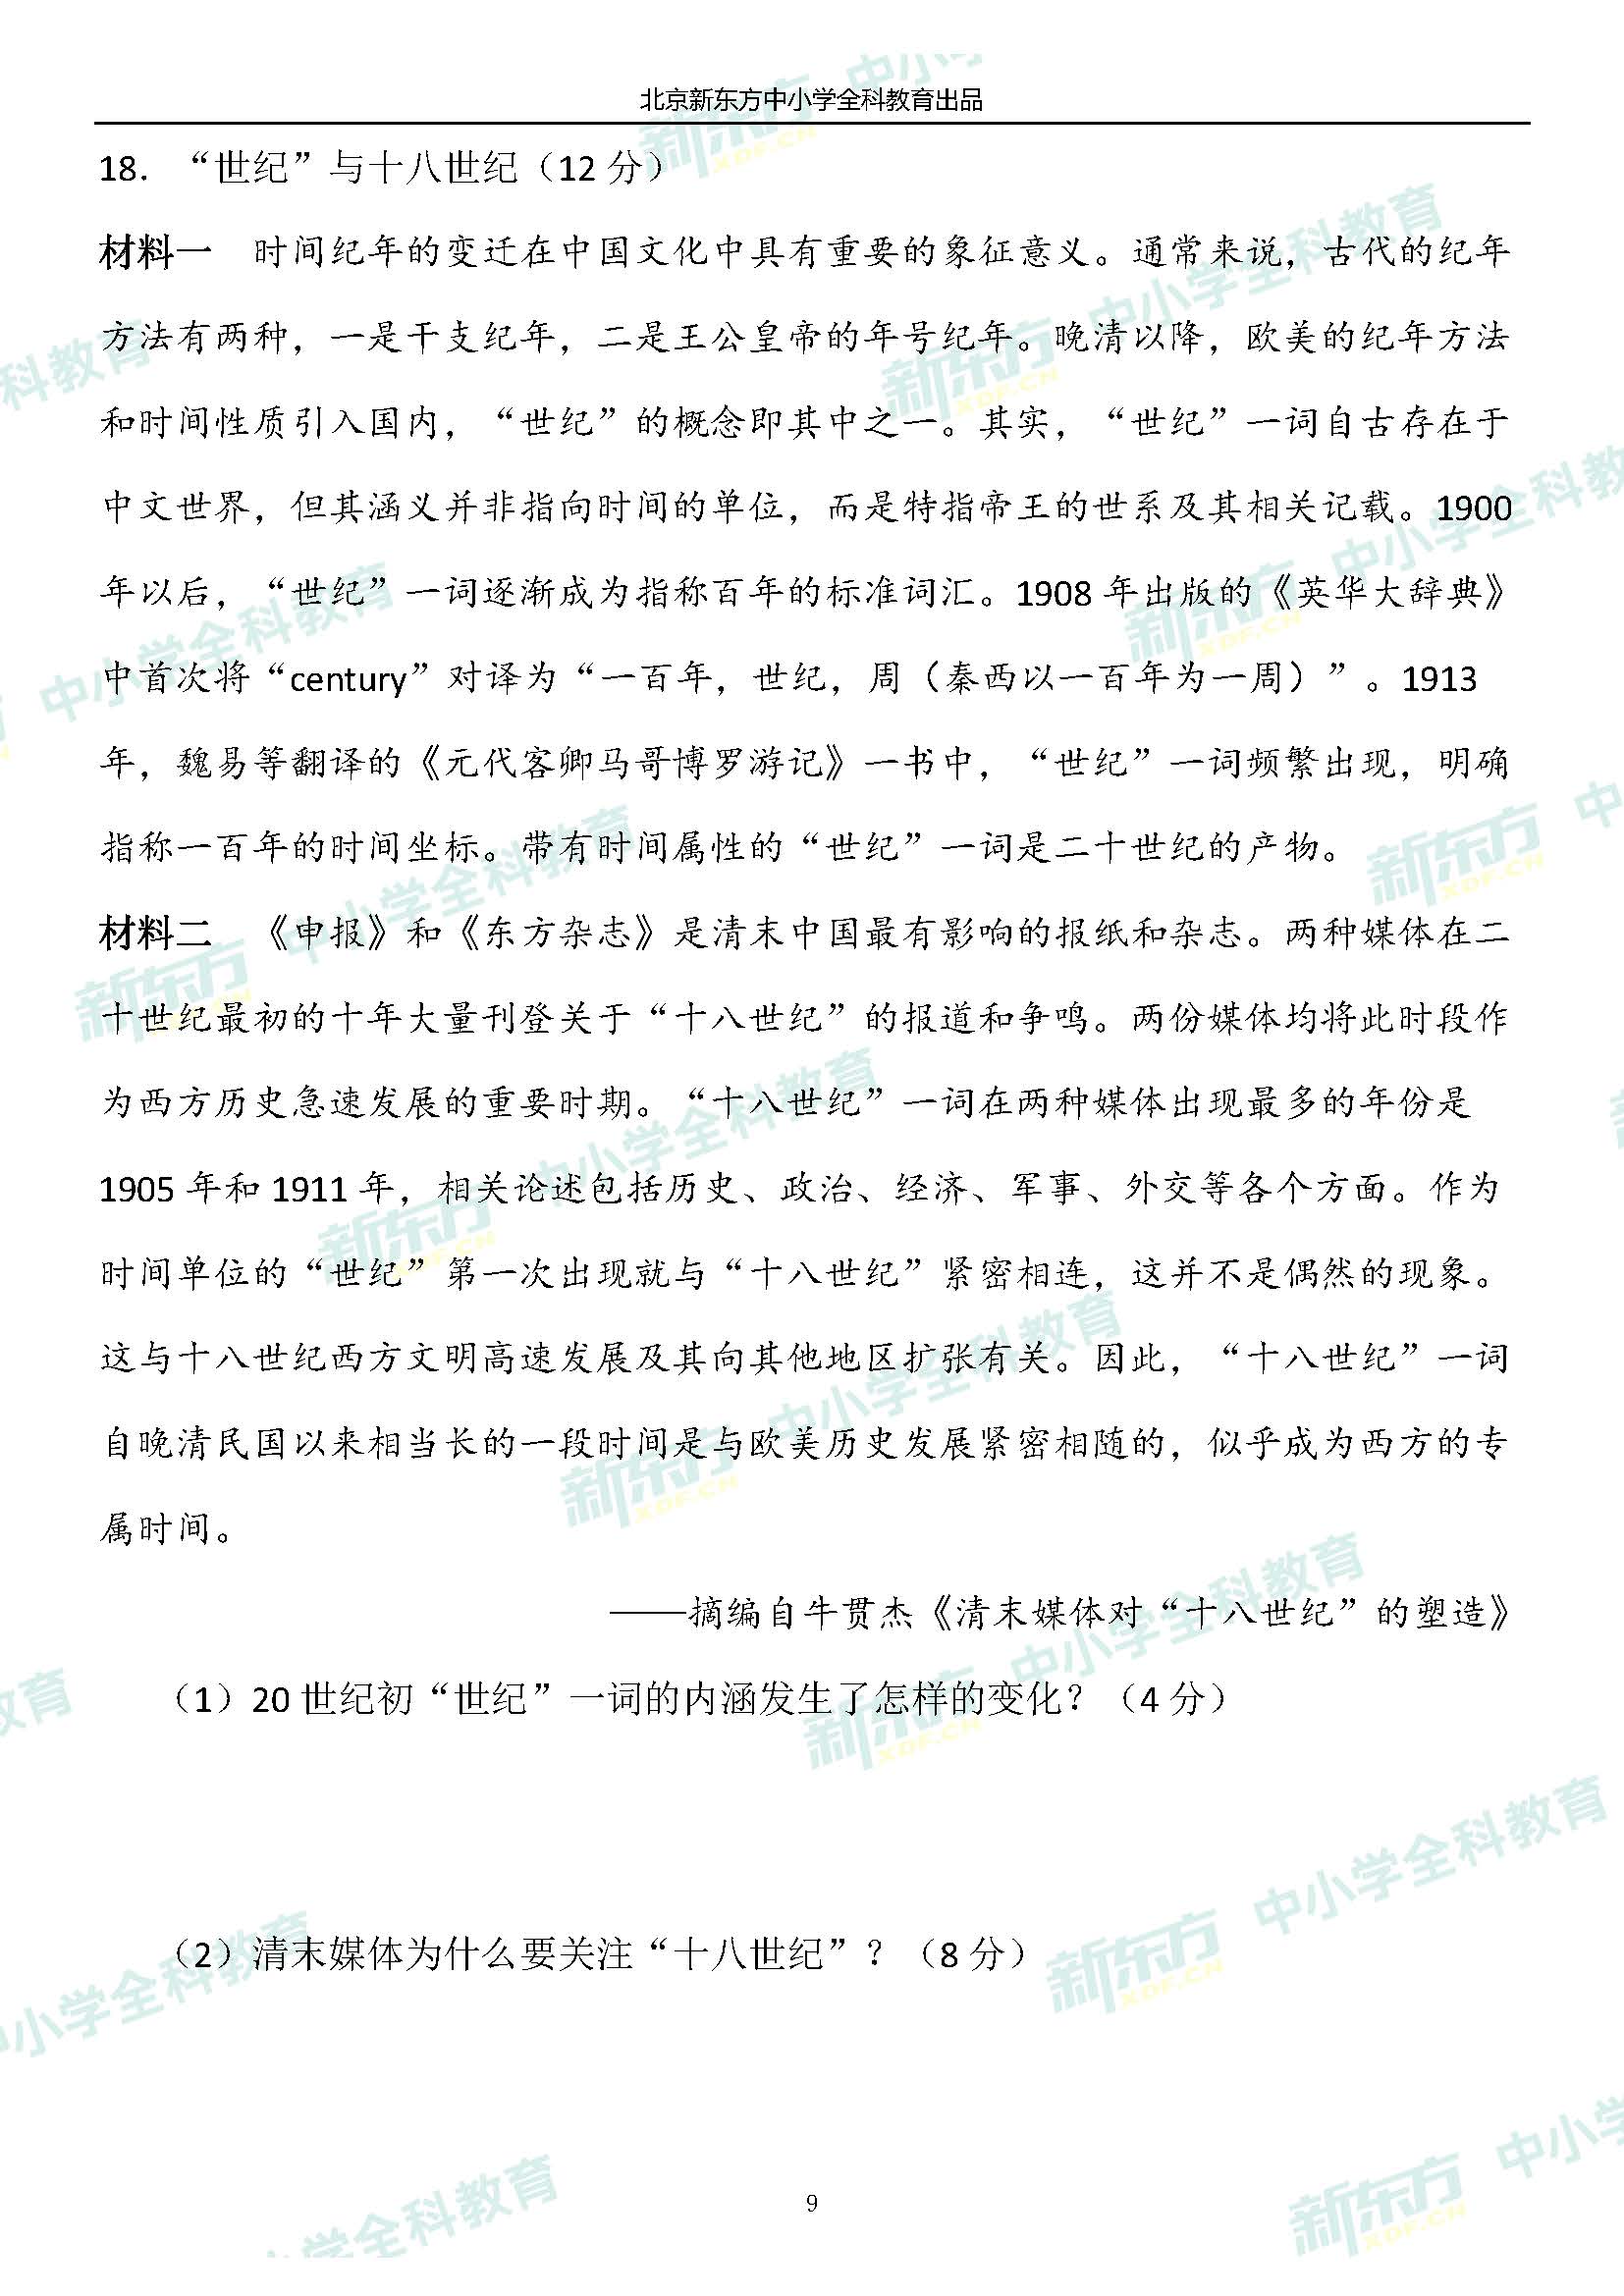 北京新东方中小学全科教育出品
18. “世纪”与十八世纪（12 分）
材料一 时间纪年的变迁在中国文化中具有重要的象征意义。通常来说，古代的纪年
方法有两种，一是干支纪年，二是王公皇帝的年号纪年。晚清以降，欧美的纪年方法
和时间性质引入国内，“世纪”的概念即其中之一。其实，“世纪”一词自古存在于
中文世界，但其涵义并非指向时间的单位，而是特指帝王的世系及其相关记载。1900
年以后，“世纪”一词逐渐成为指称百年的标准词汇。1908 年出版的《英华大辞典》
中首次将“century”对译为“一百年，世纪，周（秦西以一百年为一周）”。1913
年，魏易等翻译的《元代客卿马哥博罗游记》一书中，“世纪”一词频繁出现，明确
指称一百年的时间坐标。带有时间属性的“世纪”一词是二十世纪的产物。
材料二 《申报》和《东方杂志》是清末中国最有影响的报纸和杂志。两种媒体在二
十世纪最初的十年大量刊登关于“十八世纪”的报道和争鸣。两份媒体均将此时段作
为西方历史急速发展的重要时期。“十八世纪”一词在两种媒体出现最多的年份是
1905 年和 1911 年，相关论述包括历史、政治、经济、军事、外交等各个方面。作为
时间单位的“世纪”第一次出现就与“十八世纪”紧密相连，这并不是偶然的现象。
这与十八世纪西方文明高速发展及其向其他地区扩张有关。因此，“十八世纪”一词
自晚清民国以来相当长的一段时间是与欧美历史发展紧密相随的，似乎成为西方的专
属时间。
——摘编自牛贯杰《清末媒体对“十八世纪”的塑造》
（1）20 世纪初“世纪”一词的内涵发生了怎样的变化？（4 分）
（2）清末媒体为什么要关注“十八世纪”？（8 分）
9
新东方 XDF.CN 中小学全科教育